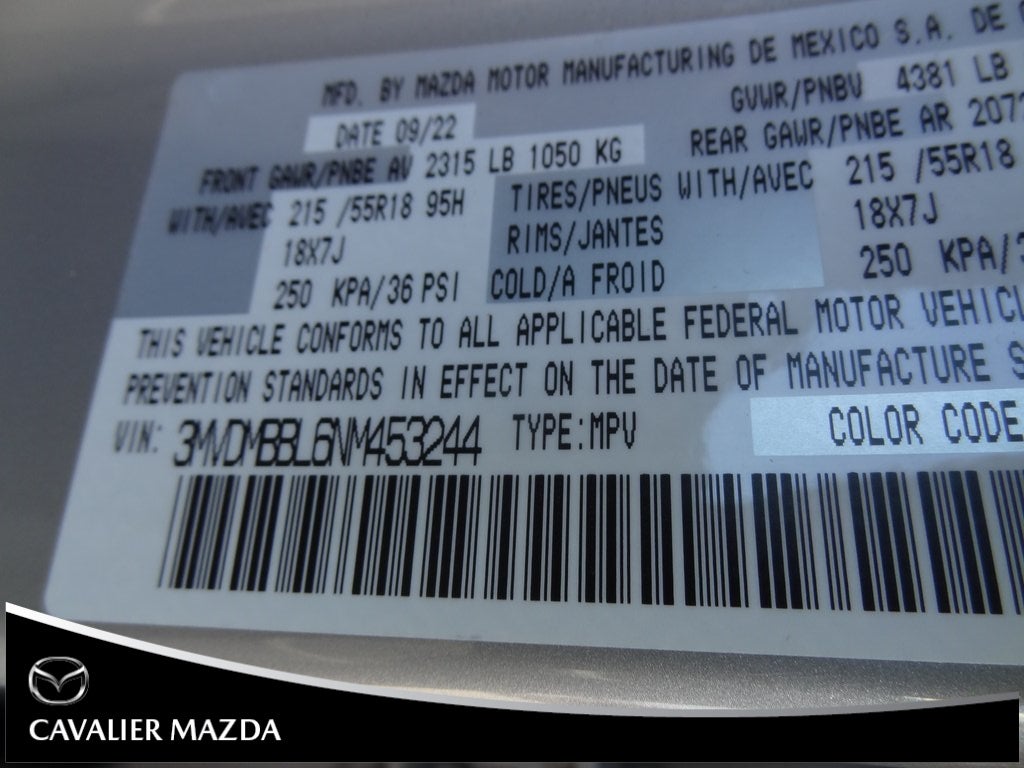 MFD. BY MAZDA MOTOR MANUFACTURING DE MEXICO S.A. DE
DATE 09/22 GVWR/PNBV 4381 LB
FRONT GAWR/PNBE AV 2315 LB 1050 KG REAR GAWR/PNBE AR 207
WITH/AVEC 215 /55R18 95H TIRES/PNEUS WITH/AVEC 215 /55R18
18X7J RIMS/JANTES 18X7J
250 KPA/36 PSI COLD/A FROID 250 KPA/3
THIS VEHICLE CONFORMS TO ALL APPLICABLE FEDERAL MOTOR VEHICL
PREVENTION STANDARDS IN EFFECT ON THE DATE OF MANUFACTURE S
VIN: 3MVDMBBL6NM453244 TYPE:MPV COLOR CODE
CAVALIER MAZDA